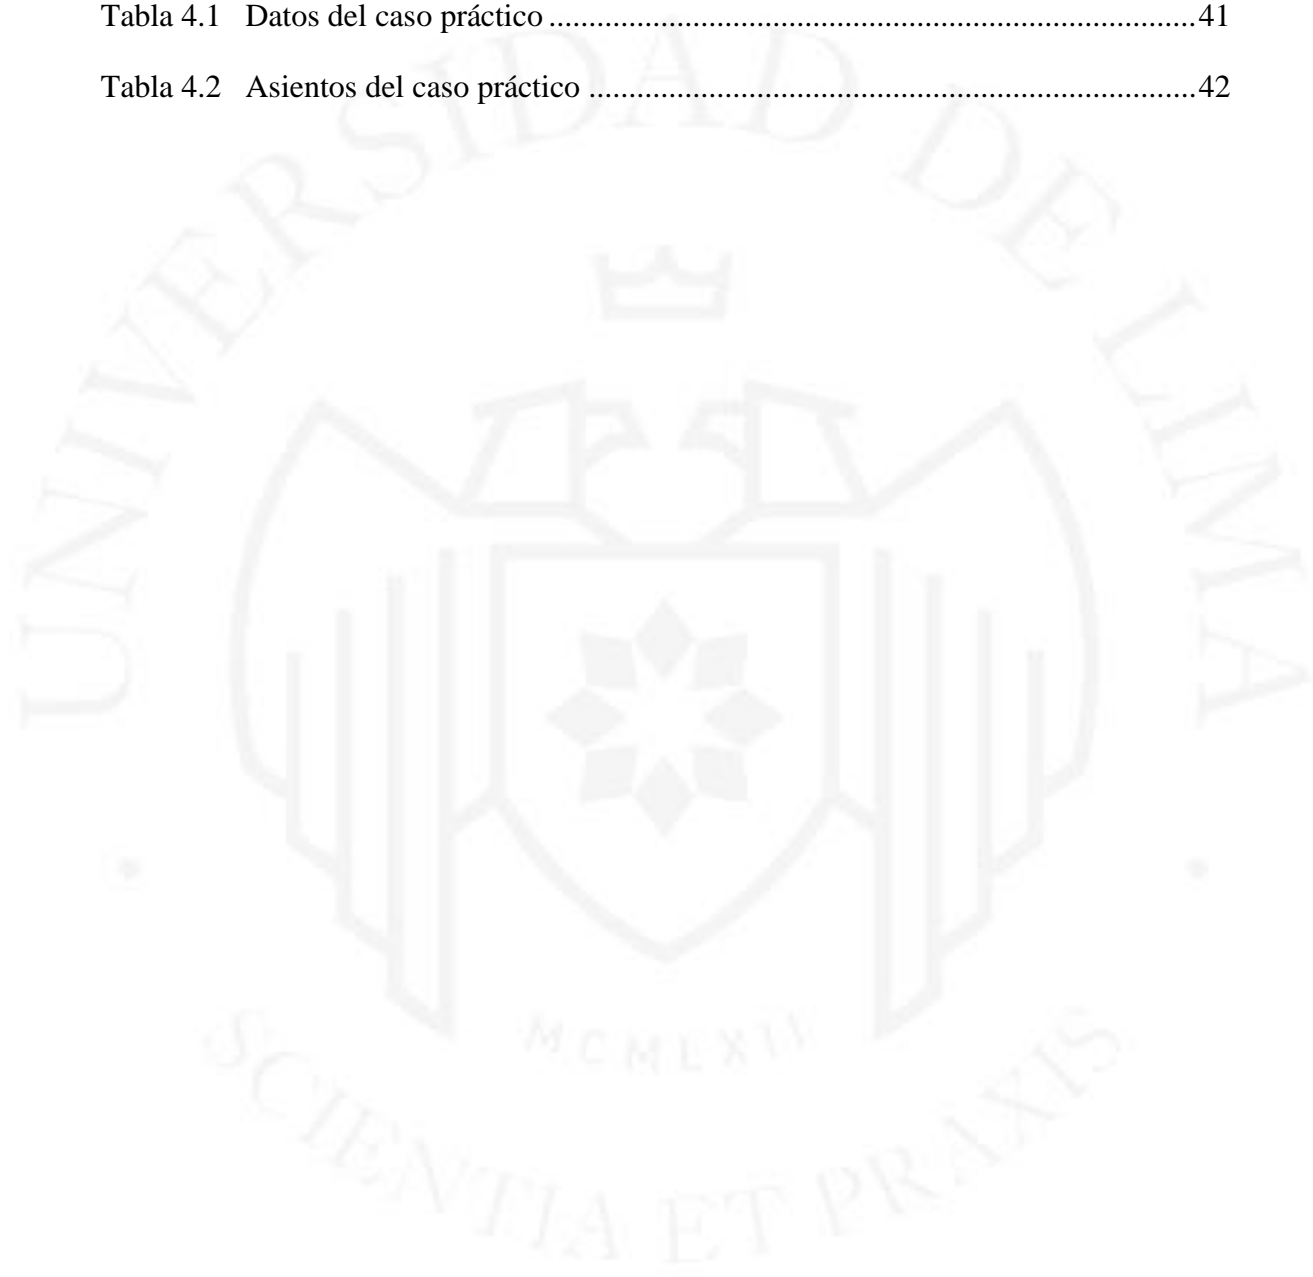 Tabla 4.1 Datos del caso práctico ................................................................................41
Tabla 4.2 Asientos del caso práctico ...........................................................................42
UNIVERSIDAD DE LIMA
MCMLXII
SCIENTIA ET PRAXIS